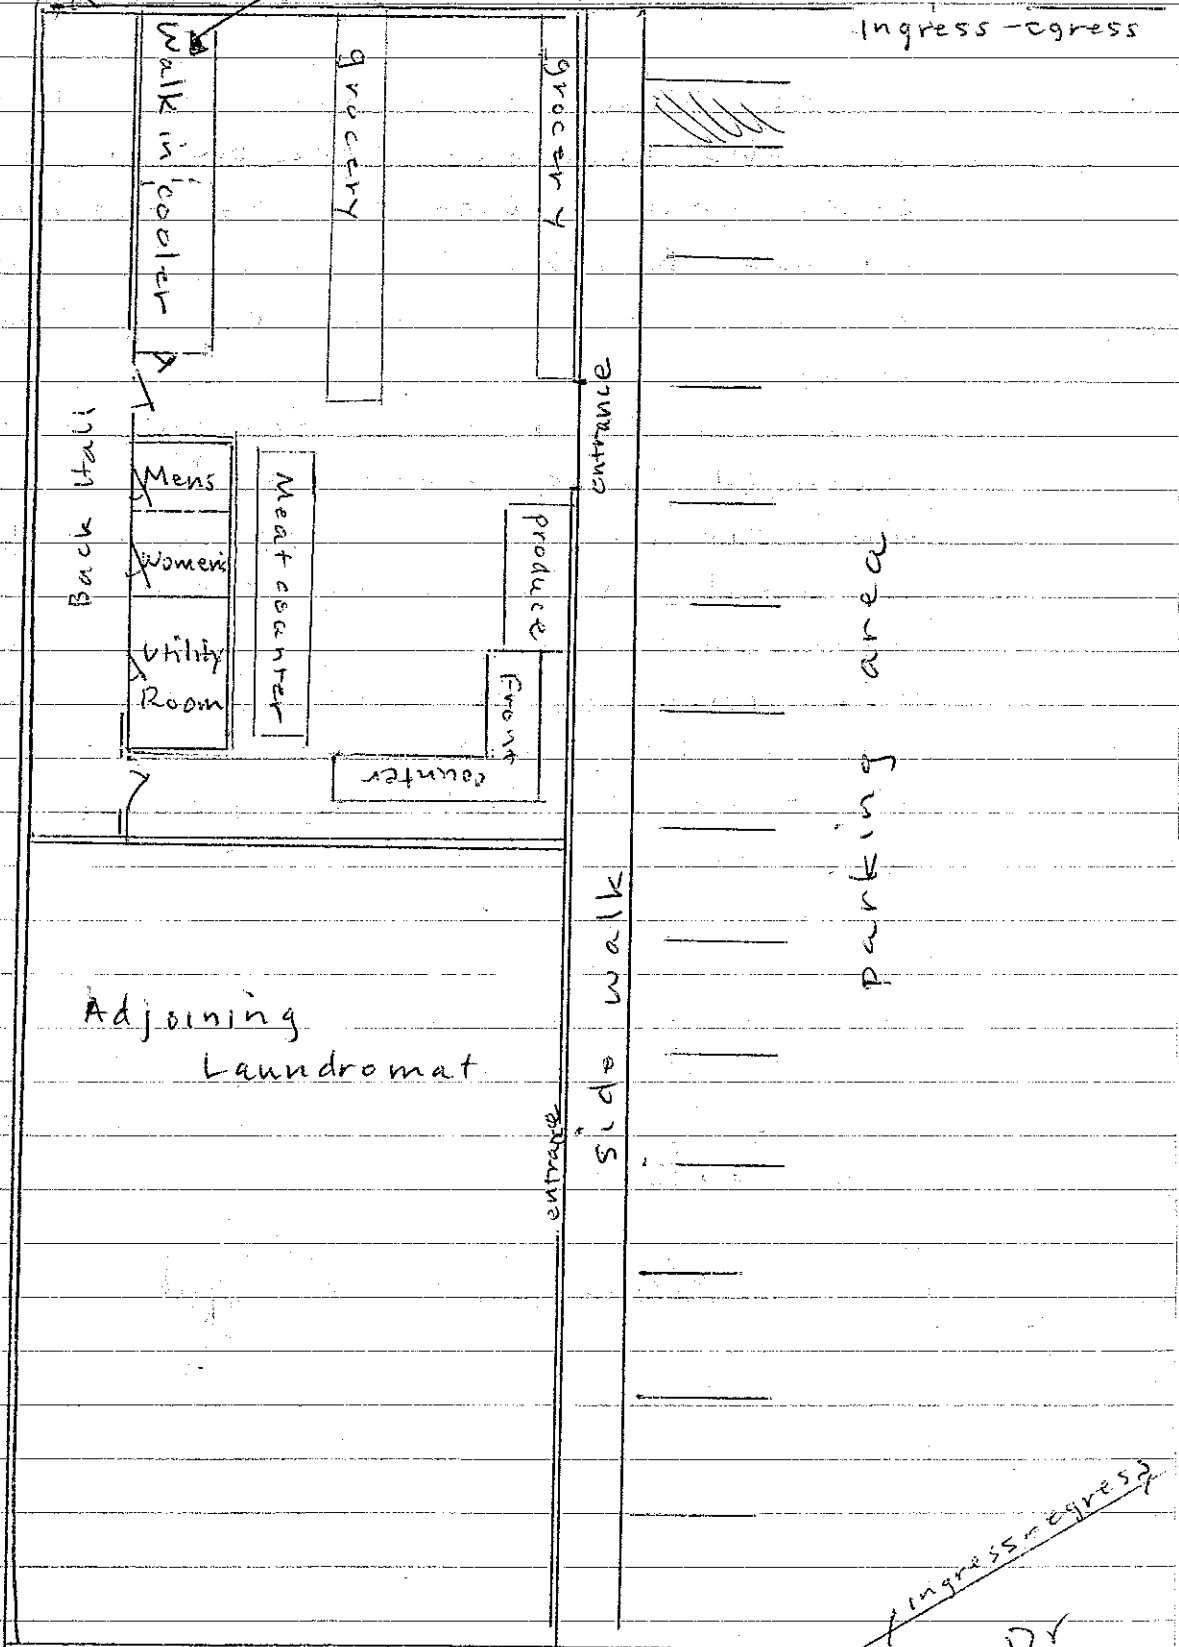 Ingress-egress
Walk in cooler
grocery
grocery
entrance
Back Hall
Mens
Womens
Utility
Room
Meat counter
produce
Front
counter
parking area
side walk
Adjoining
Laundromat
entrance
ingress-egress
Dr